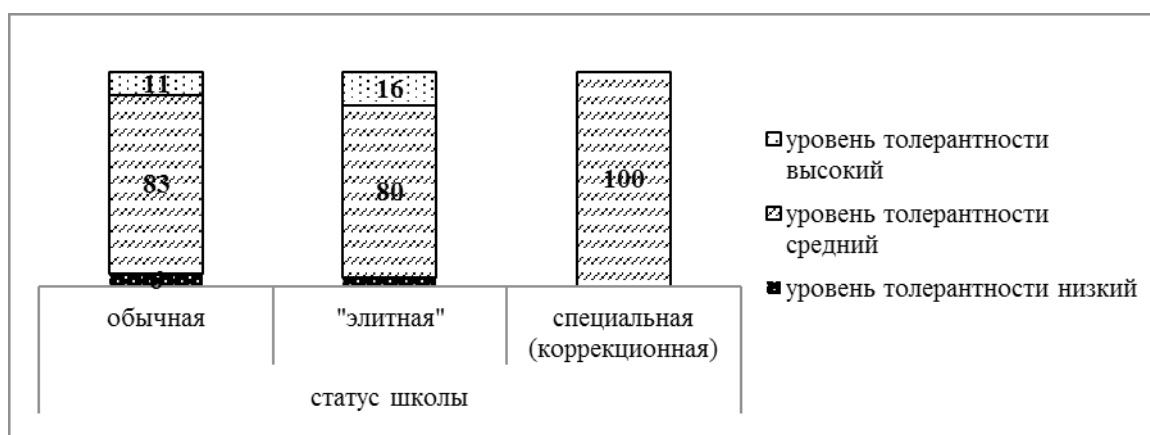 11
16
83
80
100
уровень толерантности
высокий
уровень толерантности
средний
уровень толерантности низкий
обычная
"элитная"
специальная
(коррекционная)
статус школы